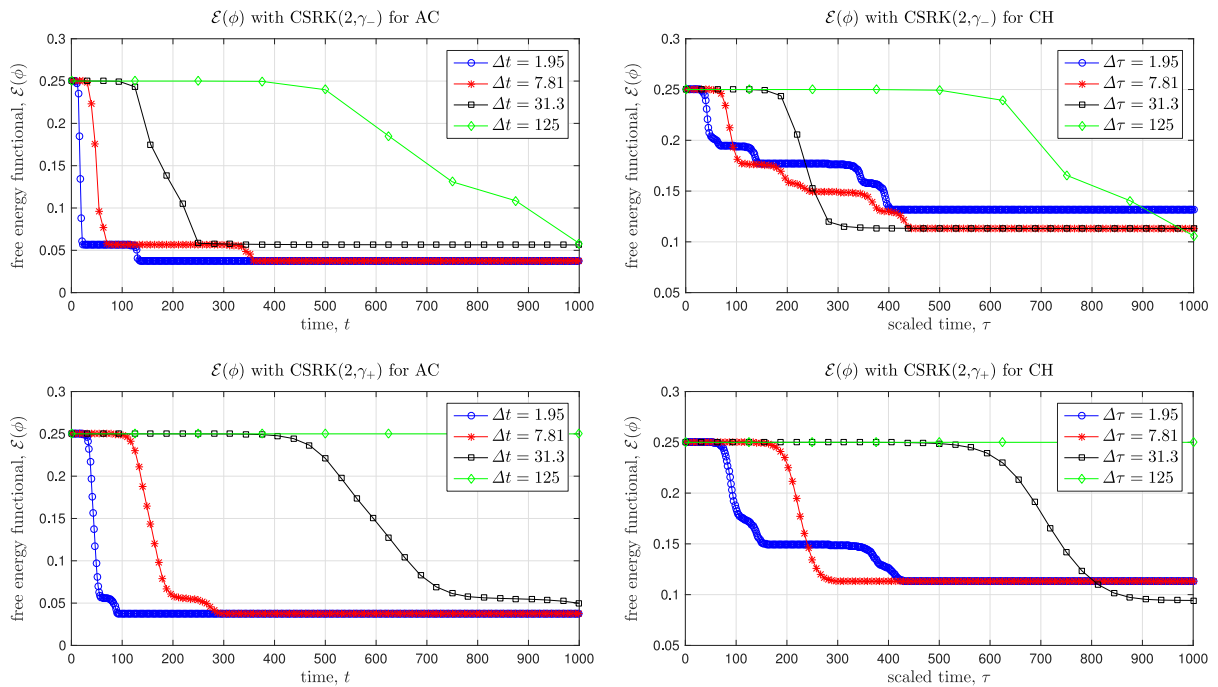 ℰ(ϕ) with CSRK(2,γ₋) for AC
free energy functional, ℰ(ϕ)
0.3
0.25
0.2
0.15
0.1
0.05
0
0 100 200 300 400 500 600 700 800 900 1000
time, t
Δt = 1.95
Δt = 7.81
Δt = 31.3
Δt = 125
ℰ(ϕ) with CSRK(2,γ₋) for CH
free energy functional, ℰ(ϕ)
0.3
0.25
0.2
0.15
0.1
0.05
0 100 200 300 400 500 600 700 800 900 1000
scaled time, τ
Δτ = 1.95
Δτ = 7.81
Δτ = 31.3
Δτ = 125
ℰ(ϕ) with CSRK(2,γ₊) for AC
free energy functional, ℰ(ϕ)
0.3
0.25
0.2
0.15
0.1
0.05
0
0 100 200 300 400 500 600 700 800 900 1000
time, t
Δt = 1.95
Δt = 7.81
Δt = 31.3
Δt = 125
ℰ(ϕ) with CSRK(2,γ₊) for CH
free energy functional, ℰ(ϕ)
0.3
0.25
0.2
0.15
0.1
0.05
0 100 200 300 400 500 600 700 800 900 1000
scaled time, τ
Δτ = 1.95
Δτ = 7.81
Δτ = 31.3
Δτ = 125